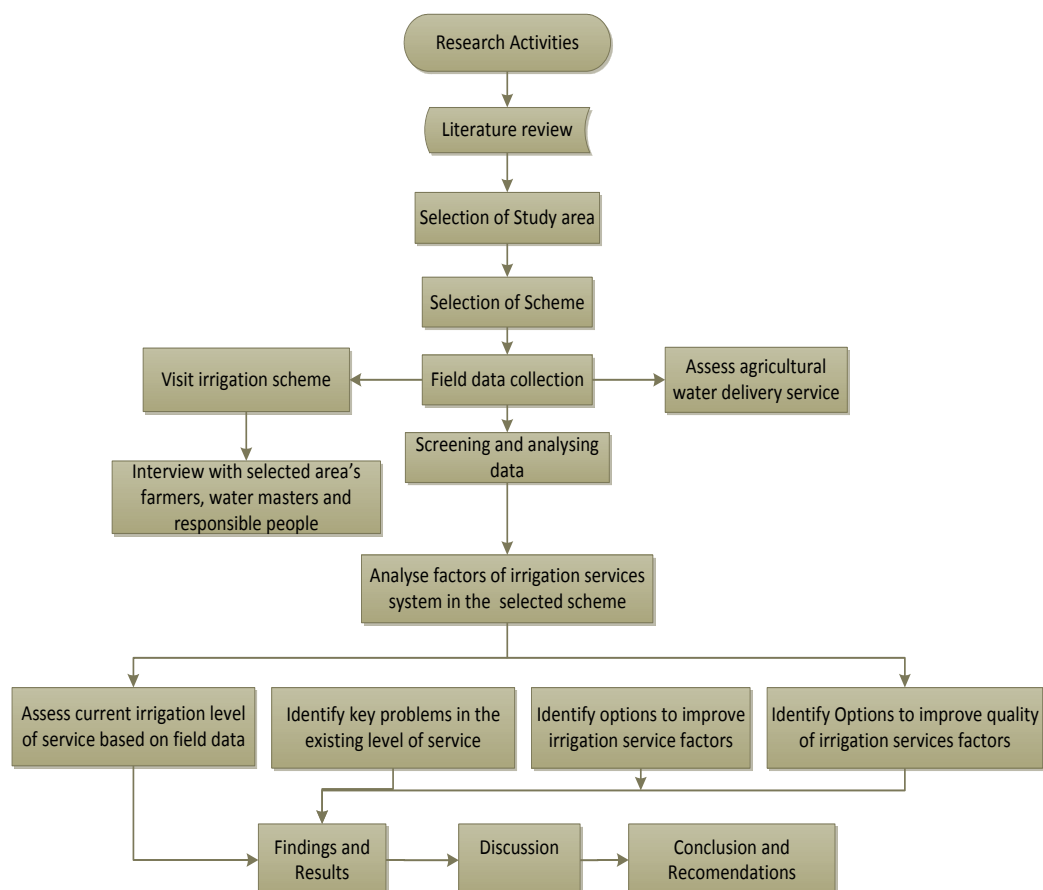 Research Activities
Literature review
Selection of Study area
Selection of Scheme
Visit irrigation scheme
Field data collection
Assess agricultural
water delivery service
Screening and analysing
data
Interview with selected area’s
farmers, water masters and
responsible people
Analyse factors of irrigation services
system in the selected scheme
Assess current irrigation level
of service based on field data
Identify key problems in the
existing level of service
Identify options to improve
irrigation service factors
Identify Options to improve quality
of irrigation services factors
Findings and
Results
Discussion
Conclusion and
Recomendations